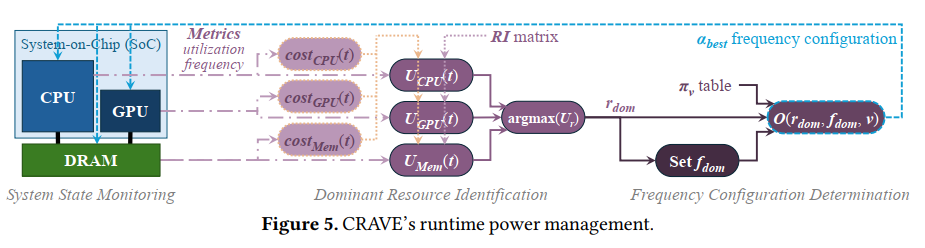 System-on-Chip (SoC)
CPU
GPU
DRAM
System State Monitoring
Metrics
utilization
frequency
cost_CPU(t)
cost_GPU(t)
cost_Mem(t)
RI matrix
U_CPU(t)
U_GPU(t)
U_Mem(t)
argmax(U_r)
Dominant Resource Identification
a_best frequency configuration
r_dom
π_v table
O(r_dom, f_dom, v)
Set f_dom
Frequency Configuration Determination
Figure 5. CRAVE's runtime power management.